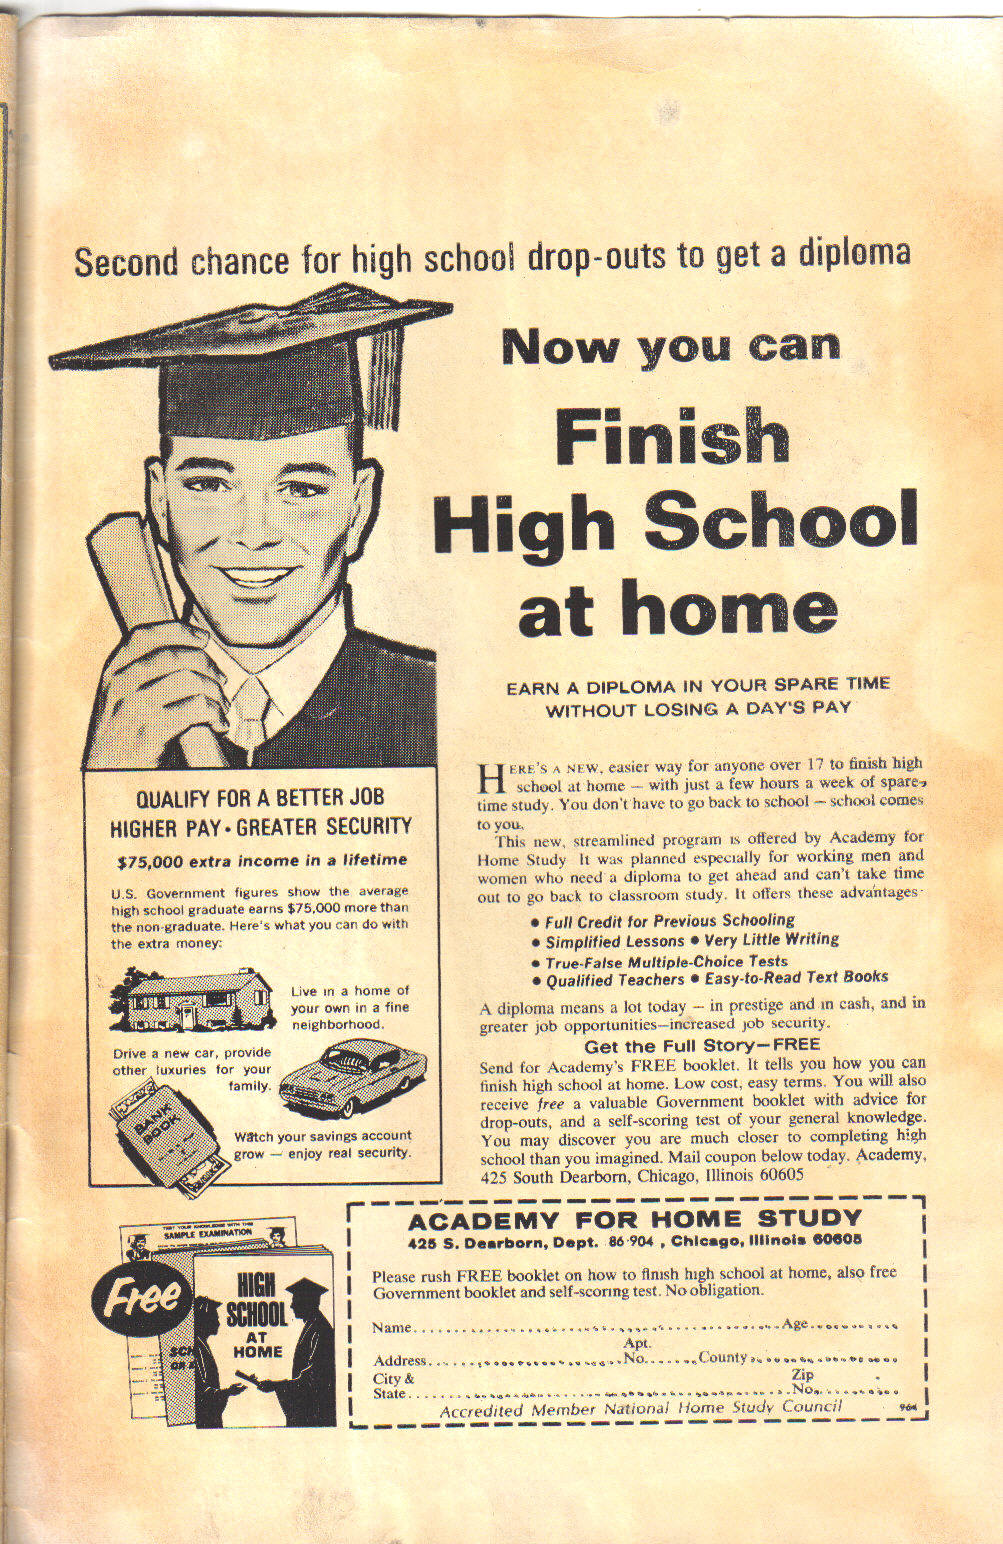 Second chance for high school drop-outs to get a diploma
Now you can
Finish
High School
at home
EARN A DIPLOMA IN YOUR SPARE TIME
WITHOUT LOSING A DAY'S PAY
HERE'S A NEW, easier way for anyone over 17 to finish high
school at home — with just a few hours a week of spare-
time study. You don't have to go back to school — school comes
to you.
This new, streamlined program is offered by Academy for
Home Study It was planned especially for working men and
women who need a diploma to get ahead and can't take time
out to go back to classroom study. It offers these advantages
• Full Credit for Previous Schooling
• Simplified Lessons • Very Little Writing
• True-False Multiple-Choice Tests
• Qualified Teachers • Easy-to-Read Text Books
A diploma means a lot today — in prestige and in cash, and in
greater job opportunities—increased job security.
Get the Full Story—FREE
Send for Academy's FREE booklet. It tells you how you can
finish high school at home. Low cost, easy terms. You will also
receive free a valuable Government booklet with advice for
drop-outs, and a self-scoring test of your general knowledge.
You may discover you are much closer to completing high
school than you imagined. Mail coupon below today. Academy,
425 South Dearborn, Chicago, Illinois 60605
QUALIFY FOR A BETTER JOB
HIGHER PAY • GREATER SECURITY
$75,000 extra income in a lifetime
U.S. Government figures show the average
high school graduate earns $75,000 more than
the non-graduate. Here's what you can do with
the extra money:
Live in a home of
your own in a fine
neighborhood.
Drive a new car, provide
other luxuries for your
family.
BANK
BOOK
Watch your savings account
grow — enjoy real security.
TEST YOUR KNOWLEDGE WITH THIS
SAMPLE EXAMINATION
Free
HIGH
SCHOOL
AT
HOME
ACADEMY FOR HOME STUDY
425 S. Dearborn, Dept. 86-904, Chicago, Illinois 60605
Please rush FREE booklet on how to finish high school at home, also free
Government booklet and self-scoring test. No obligation.
Name Age
Apt.
Address No. County
City & Zip
State No.
Accredited Member National Home Study Council 964